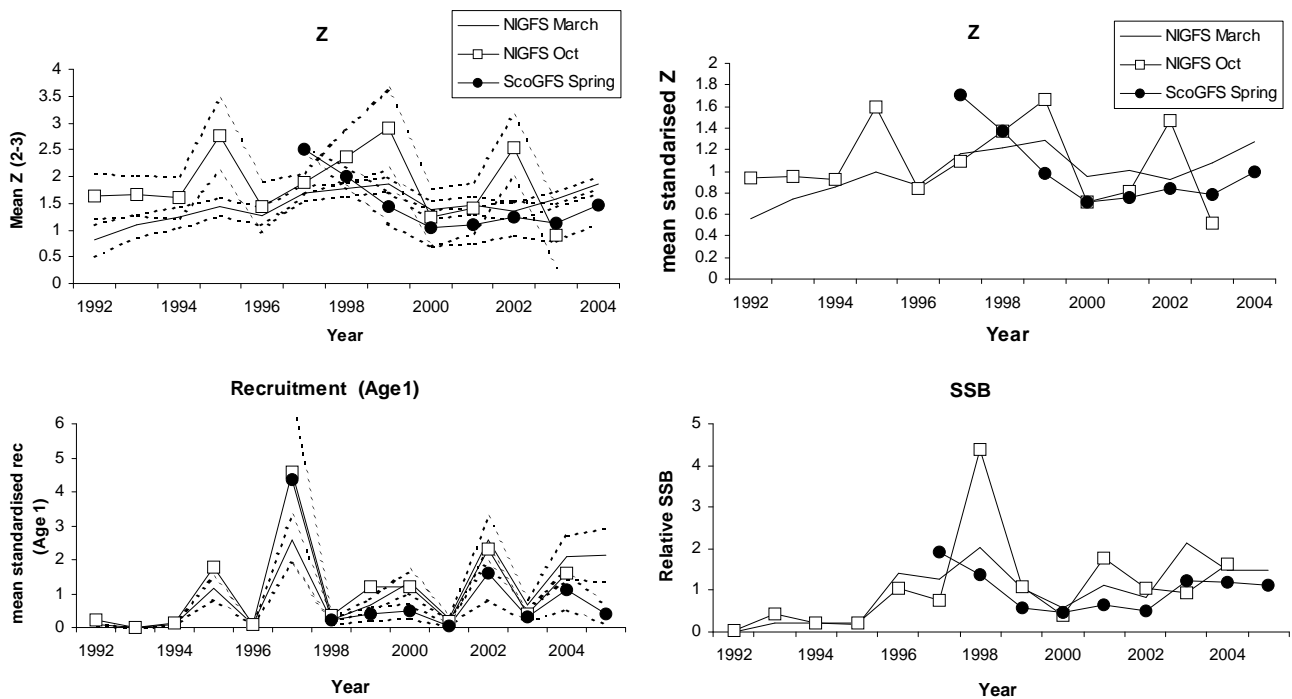 Z
NIGFS March
NIGFS Oct
ScoGFS Spring
Mean Z (2-3)
4
3.5
3
2.5
2
1.5
1
0.5
0
1992 1994 1996 1998 2000 2002 2004
Year
Z
NIGFS March
NIGFS Oct
ScoGFS Spring
mean standarised Z
2
1.8
1.6
1.4
1.2
1
0.8
0.6
0.4
0.2
0
1992 1994 1996 1998 2000 2002 2004
Year
Recruitment (Age1)
mean standardised rec
(Age 1)
6
5
4
3
2
1
0
1992 1994 1996 1998 2000 2002 2004
Year
SSB
Relative SSB
5
4
3
2
1
0
1992 1994 1996 1998 2000 2002 2004
Year